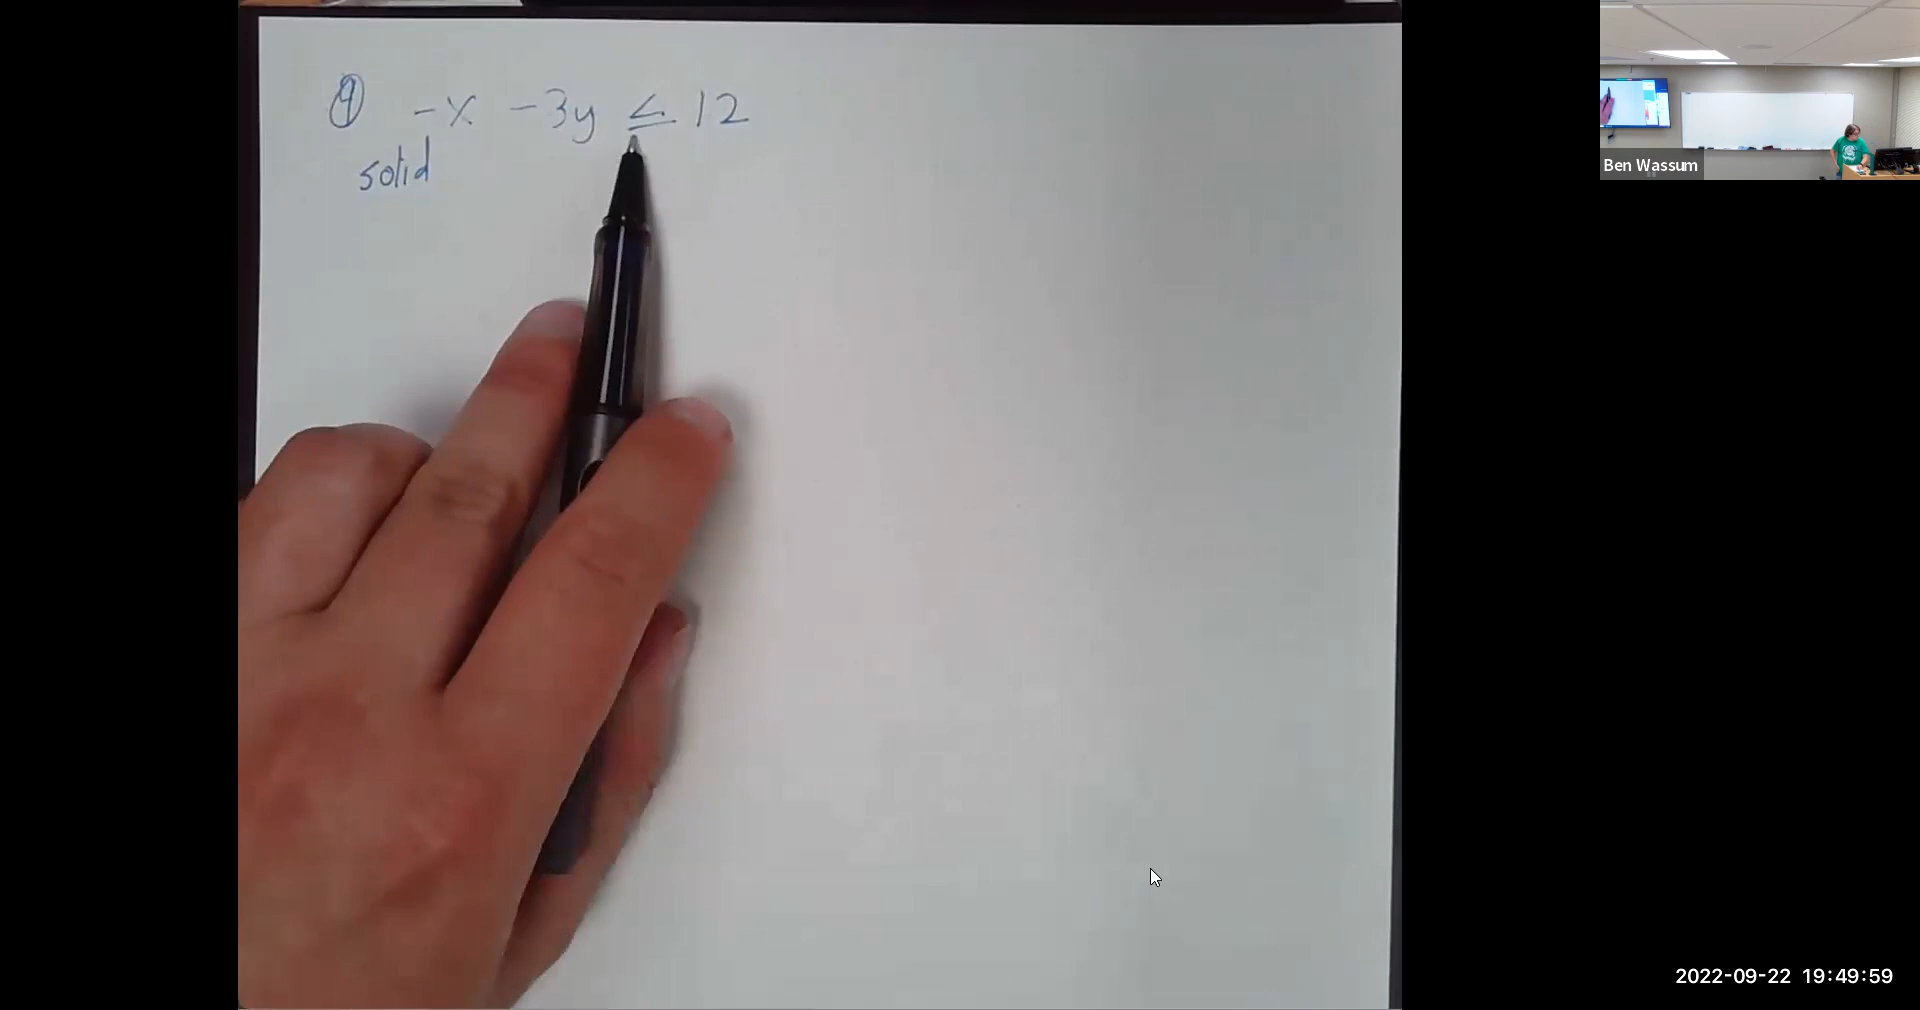 ④ -x -3y ≤ 12
solid
Ben Wassum
2022-09-22 19:49:59